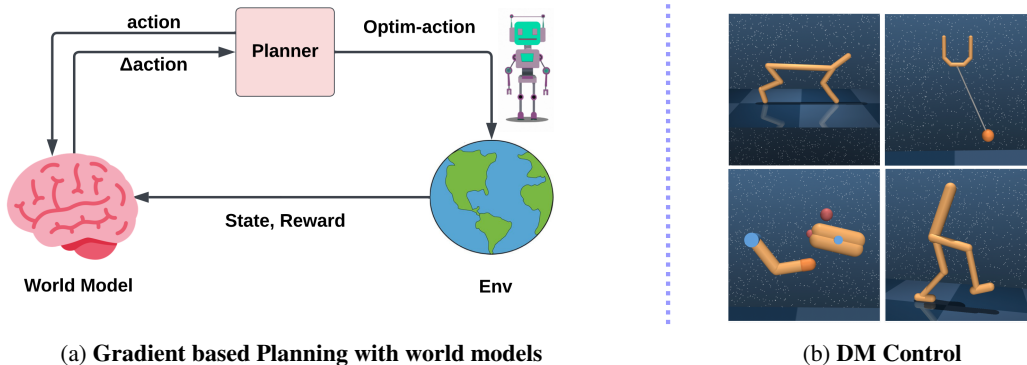 action
Planner
Optim-action
Δaction
State, Reward
World Model
Env
(a) Gradient based Planning with world models
(b) DM Control